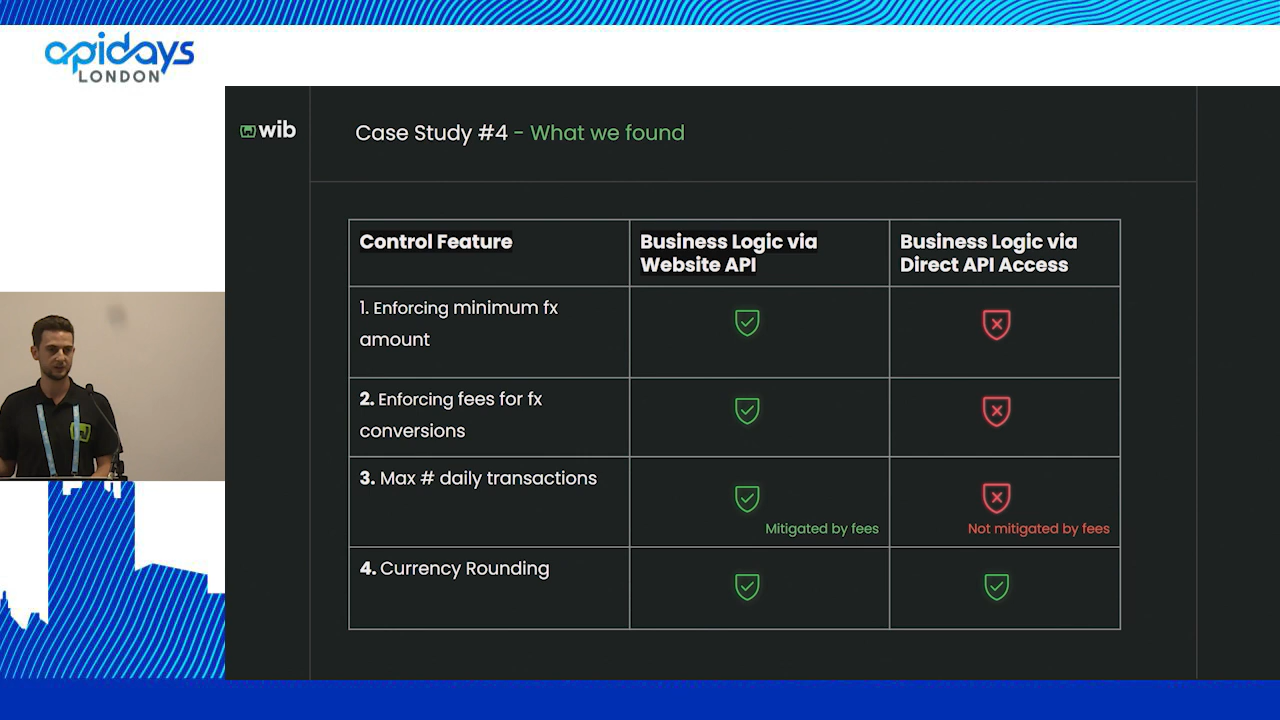 apidays
LONDON
wib
Case Study #4 - What we found
Control Feature
Business Logic via
Website API
Business Logic via
Direct API Access
1. Enforcing minimum fx
amount
2. Enforcing fees for fx
conversions
3. Max # daily transactions
Mitigated by fees
Not mitigated by fees
4. Currency Rounding